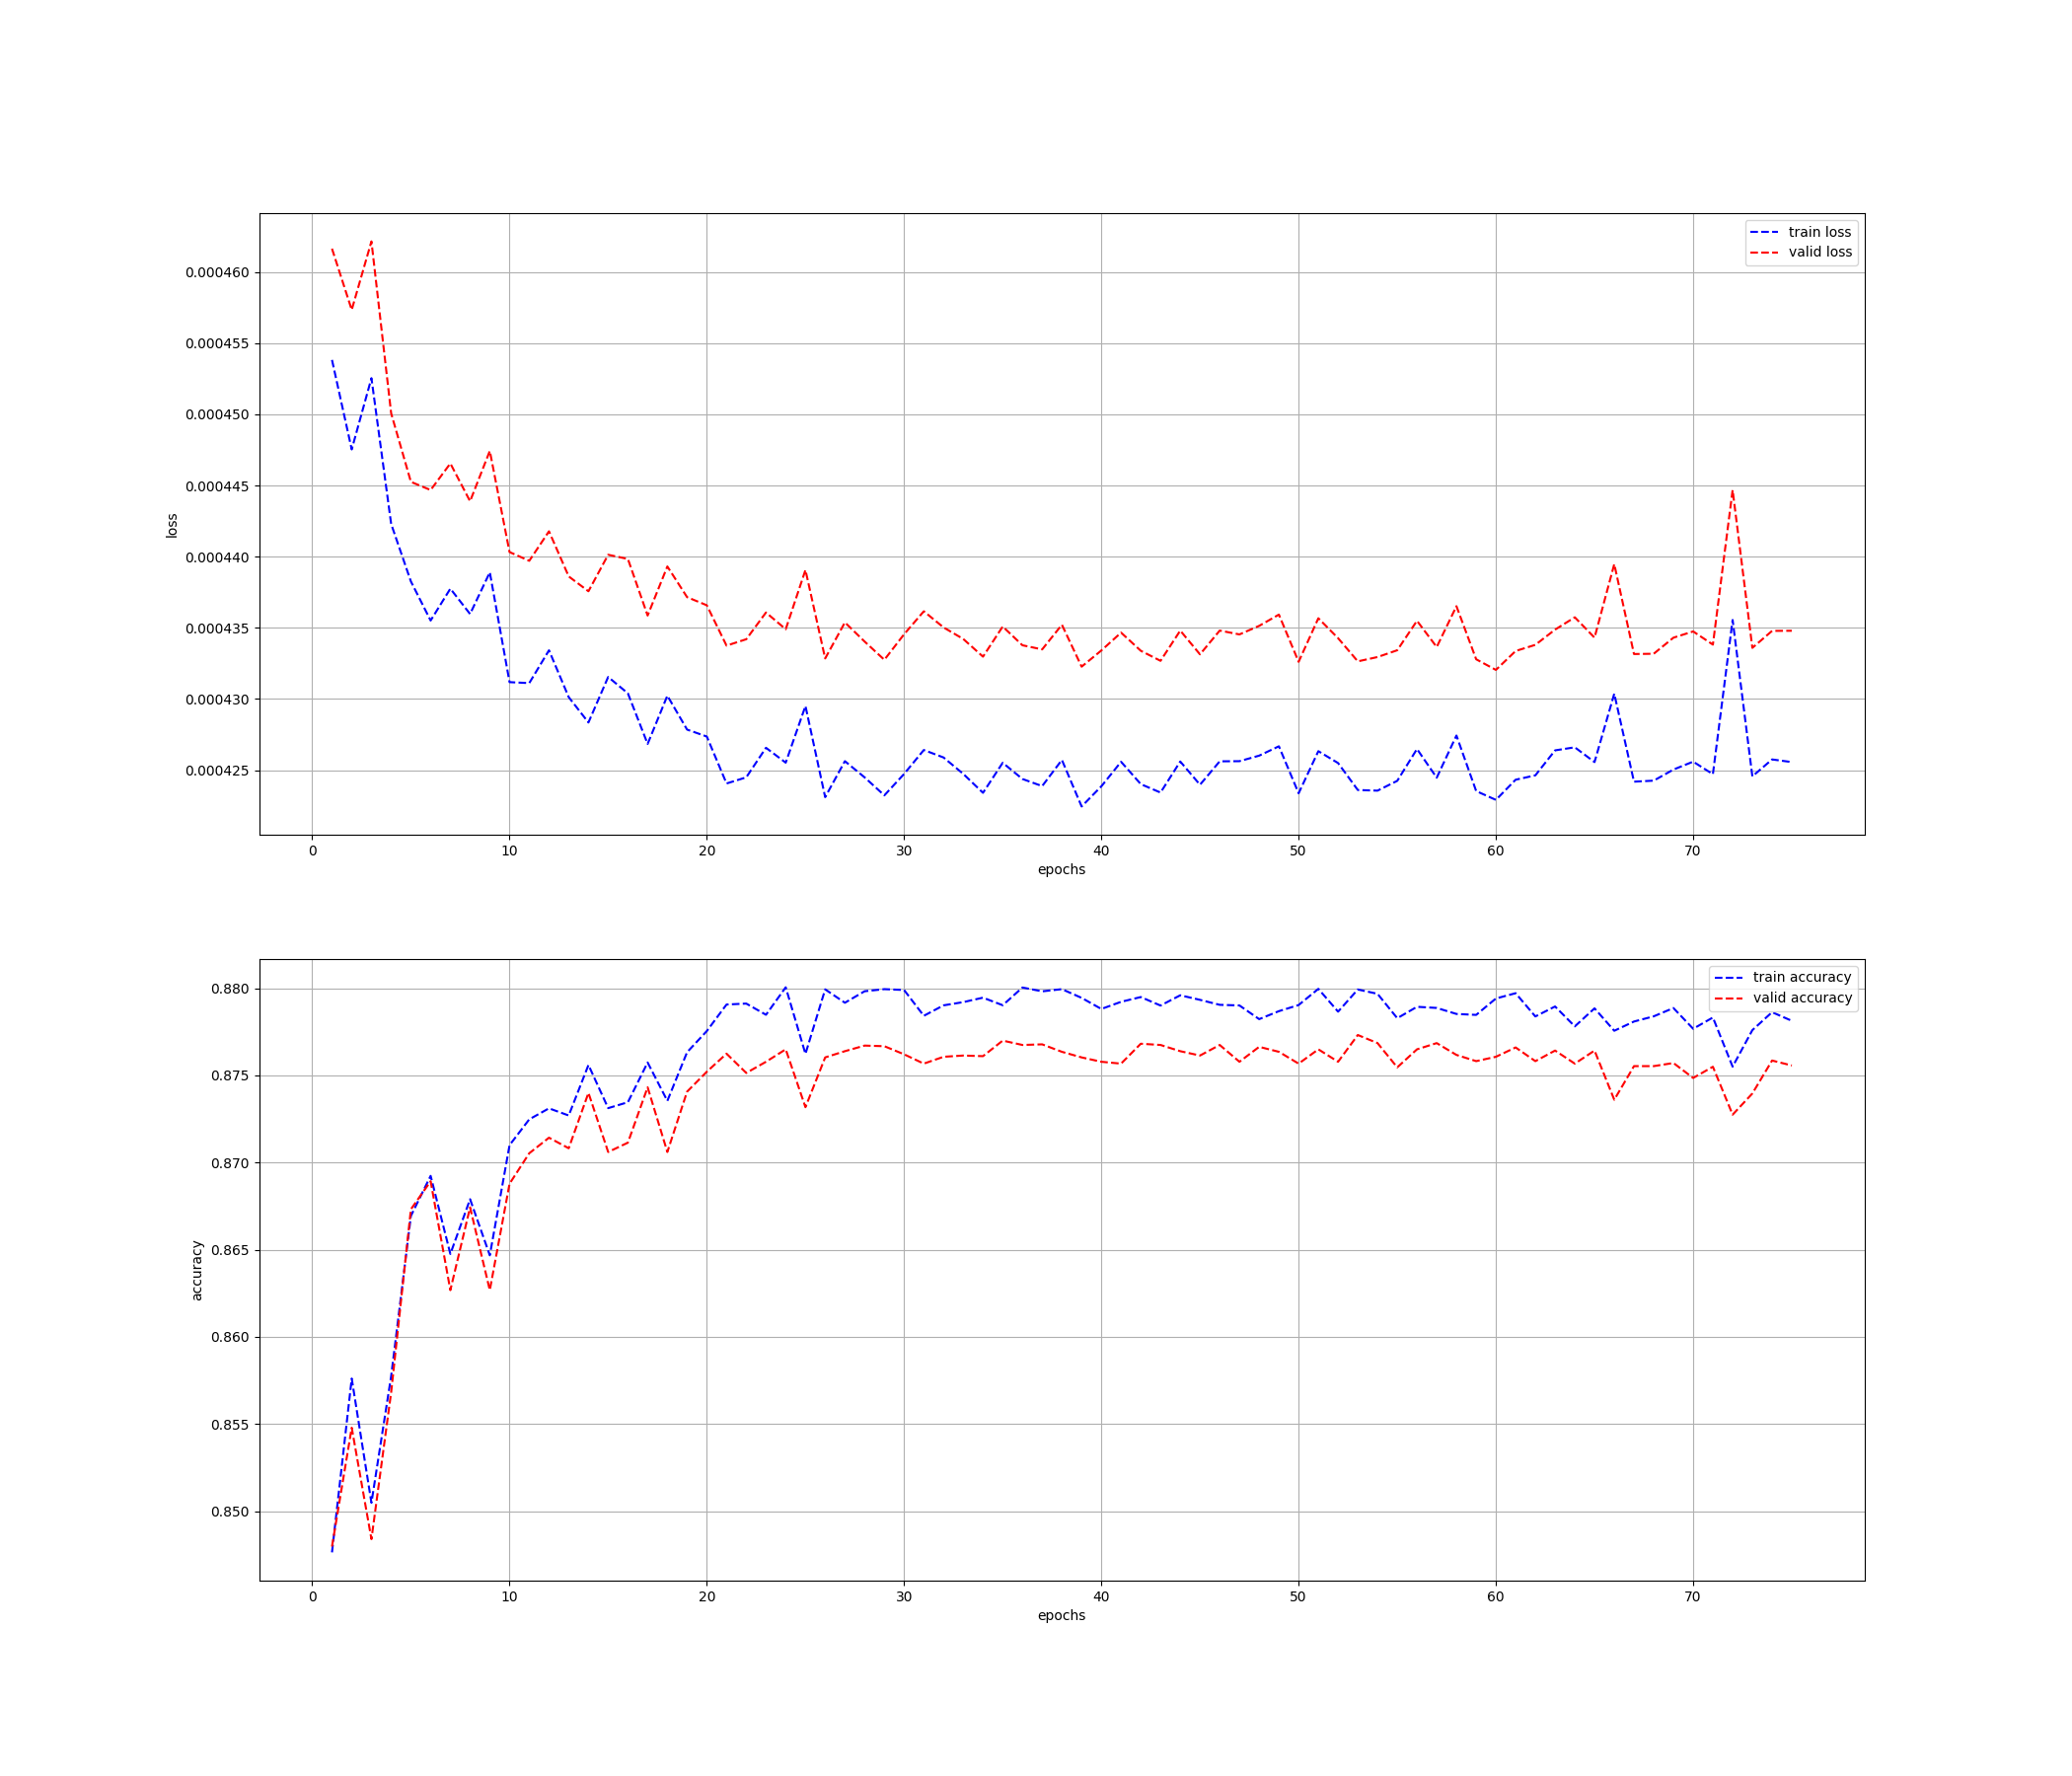 train loss
valid loss
0.000460
0.000455
0.000450
0.000445
0.000440
0.000435
0.000430
0.000425
loss
0 10 20 30 40 50 60 70
epochs
train accuracy
valid accuracy
0.880
0.875
0.870
0.865
0.860
0.855
0.850
accuracy
0 10 20 30 40 50 60 70
epochs